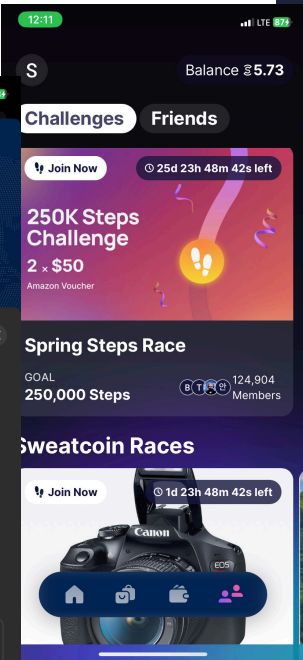 12:11
LTE 87
S
Balance 5.73
Challenges
Friends
Join Now
25d 23h 48m 42s left
250K Steps
Challenge
2 × $50
Amazon Voucher
Spring Steps Race
GOAL
250,000 Steps
B T 안
124,904
Members
Sweatcoin Races
Join Now
1d 23h 48m 42s left
Canon
EOS